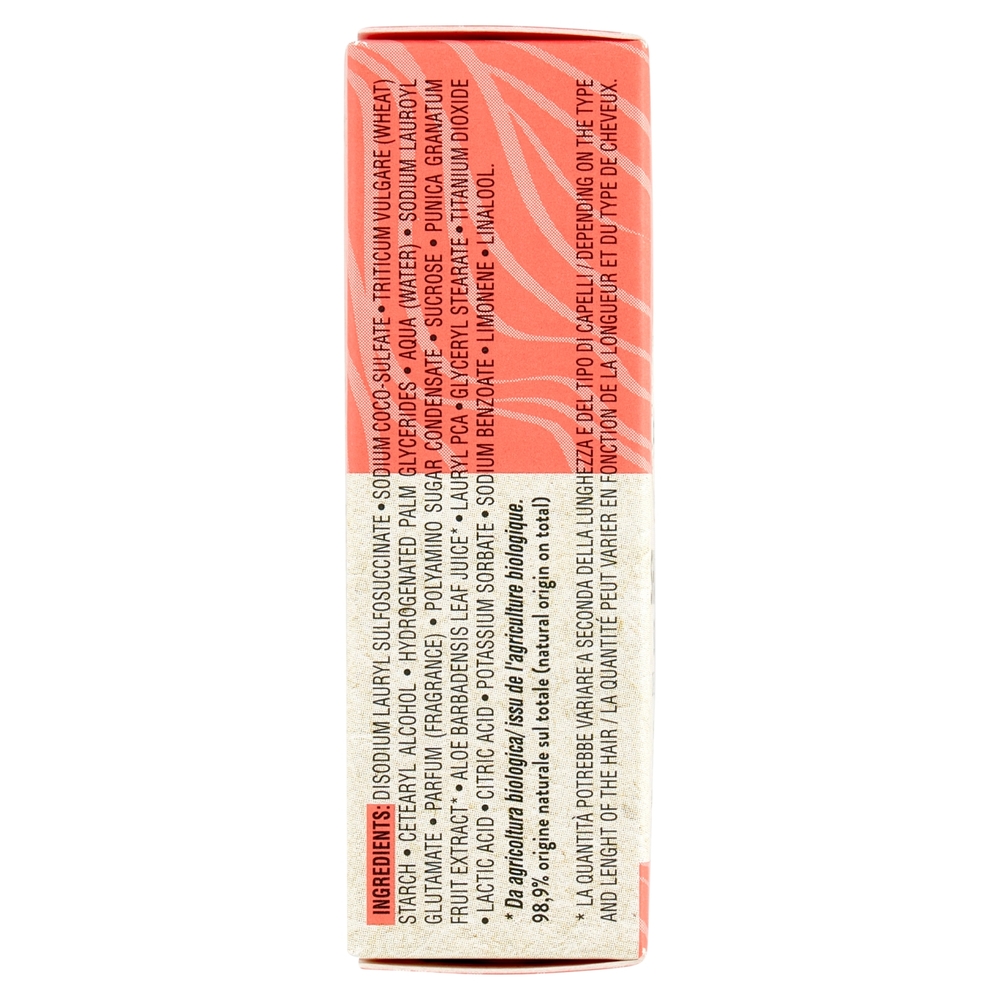 INGREDIENTS: DISODIUM LAURYL SULFOSUCCINATE • SODIUM COCO-SULFATE • TRITICUM VULGARE (WHEAT)
STARCH • CETEARYL ALCOHOL • HYDROGENATED PALM GLYCERIDES • AQUA (WATER) • SODIUM LAUROYL
GLUTAMATE • PARFUM (FRAGRANCE) • POLYAMINO SUGAR CONDENSATE • SUCROSE • PUNICA GRANATUM
FRUIT EXTRACT* • ALOE BARBADENSIS LEAF JUICE* • LAURYL PCA • GLYCERYL STEARATE • TITANIUM DIOXIDE
• LACTIC ACID • CITRIC ACID • POTASSIUM SORBATE • SODIUM BENZOATE • LIMONENE • LINALOOL.
* Da agricoltura biologica/ issu de l'agriculture biologique.
98,9% origine naturale sul totale (natural origin on total)
* LA QUANTITÀ POTREBBE VARIARE A SECONDA DELLA LUNGHEZZA E DEL TIPO DI CAPELLI/ DEPENDING ON THE TYPE
AND LENGHT OF THE HAIR / LA QUANTITÉ PEUT VARIER EN FONCTION DE LA LONGUEUR ET DU TYPE DE CHEVEUX.